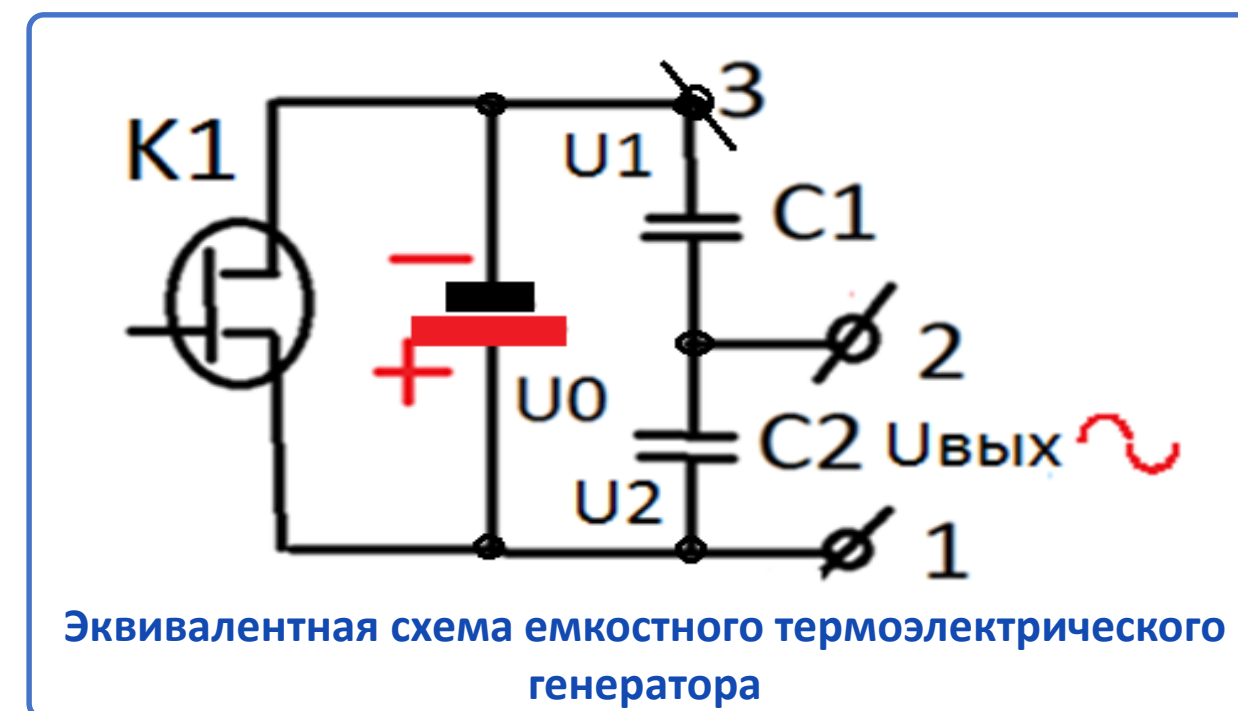 3
K1
U1
C1
−
2
+
U0
C2 Uвых
U2
1
Эквивалентная схема емкостного термоэлектрического
генератора